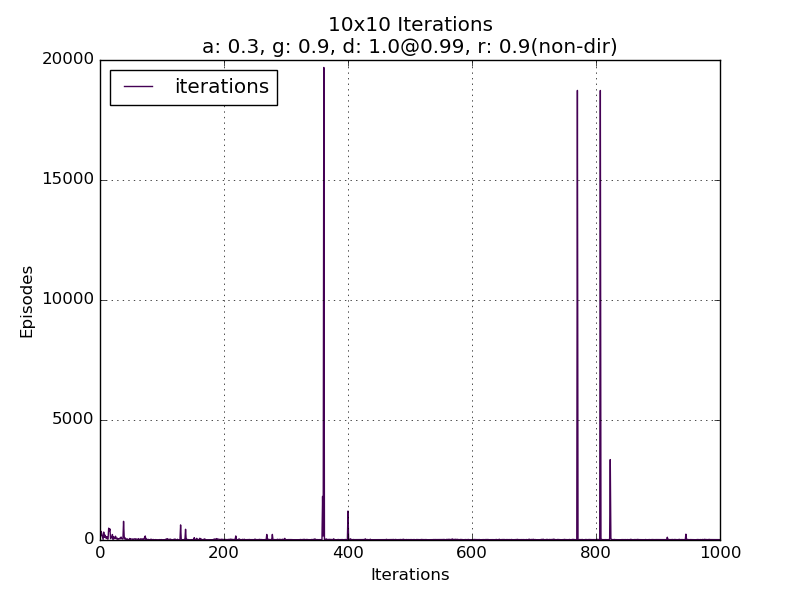 10x10 Iterations
a: 0.3, g: 0.9, d: 1.0@0.99, r: 0.9(non-dir)
iterations
20000
15000
10000
5000
0
Episodes
0 200 400 600 800 1000
Iterations